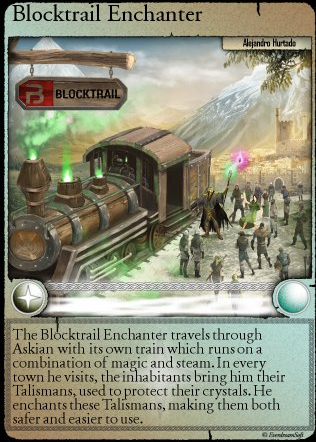 Blocktrail Enchanter
Alejandro Hurtado
BLOCKTRAIL
The Blocktrail Enchanter travels through
Askian with its own train which runs on a
combination of magic and steam. In every
town he visits, the inhabitants bring him their
Talismans, used to protect their crystals. He
enchants these Talismans, making them both
safer and easier to use.
© EverdreamSoft